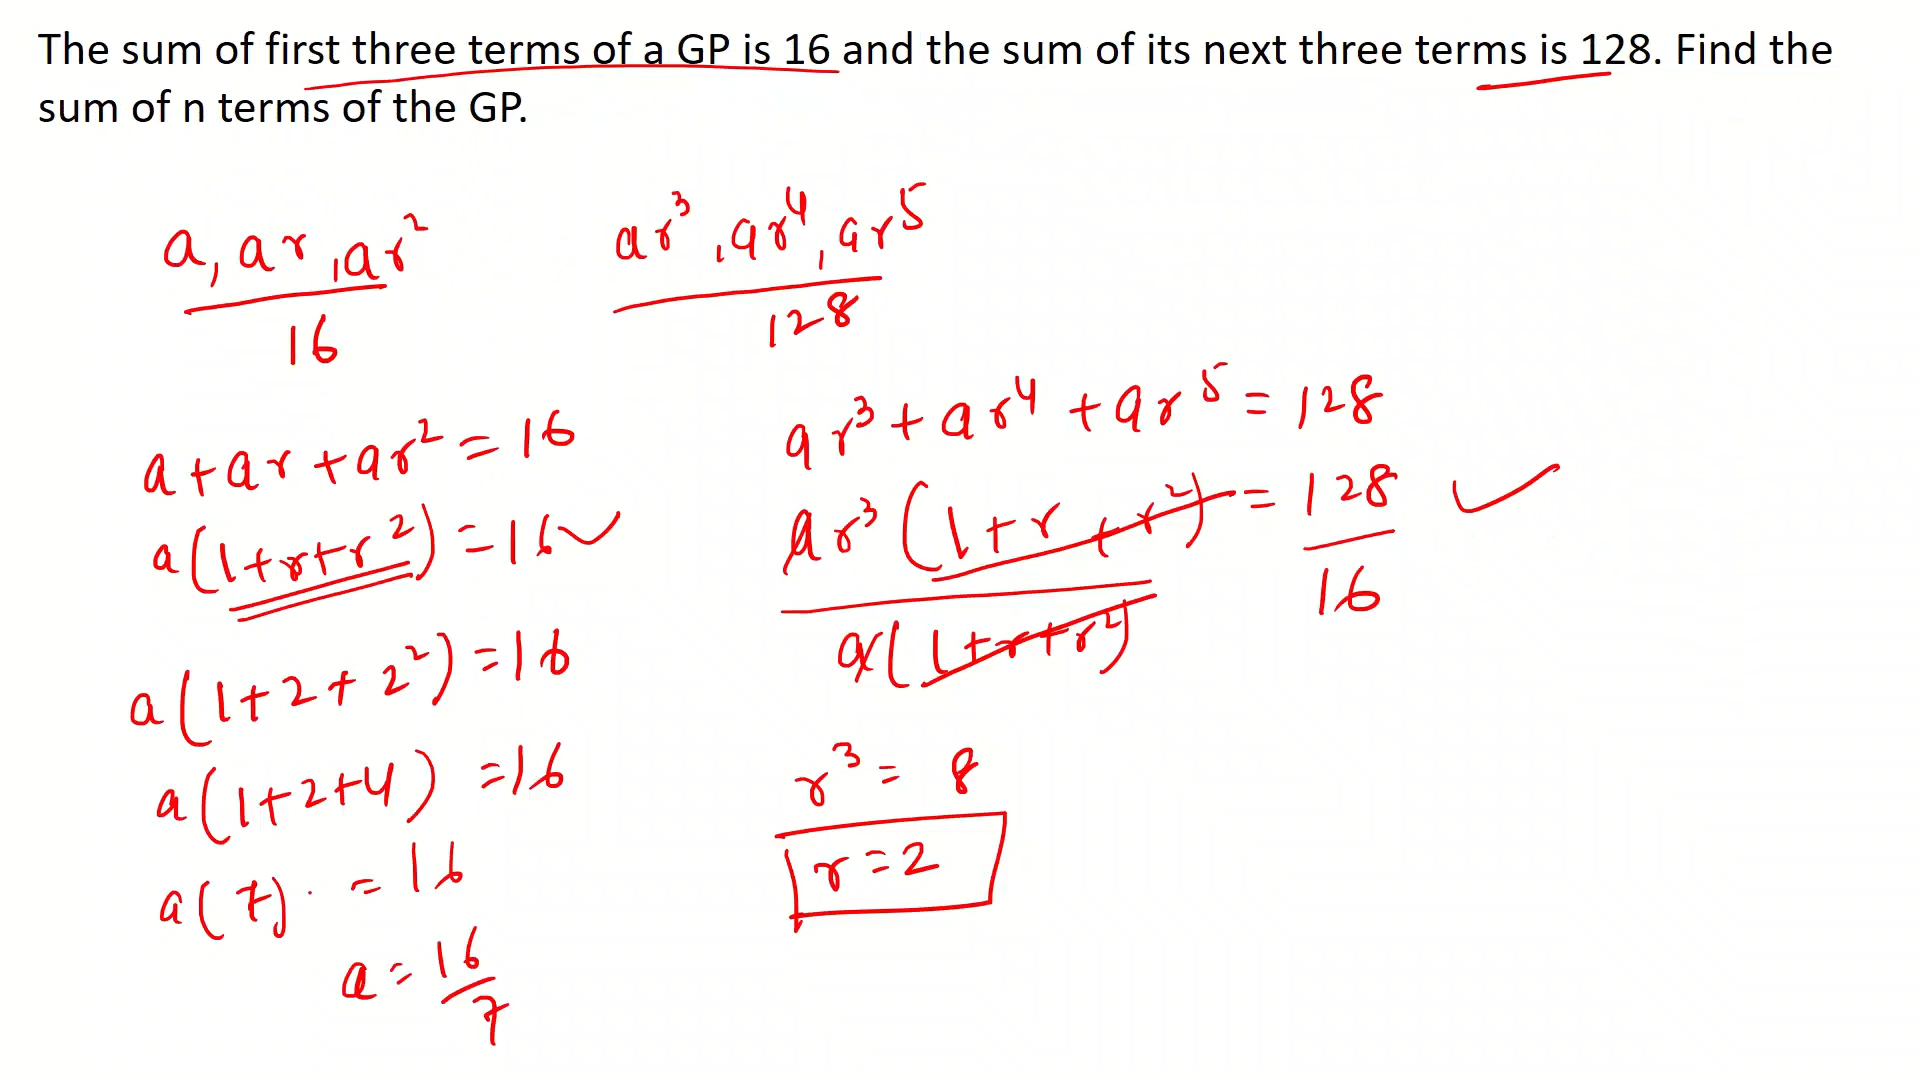 The sum of first three terms of a GP is 16 and the sum of its next three terms is 128. Find the
sum of n terms of the GP.
a, ar, ar²
16
ar³, ar⁴, ar⁵
128
a+ar+ar²=16
a(1+r+r²)=16
a(1+2+2²)=16
a(1+2+4)=16
a(7)=16
a=16/7
ar³+ar⁴+ar⁵=128
ar³(1+r+r²)=128
a(1+r+r²) 16
r³=8
r=2